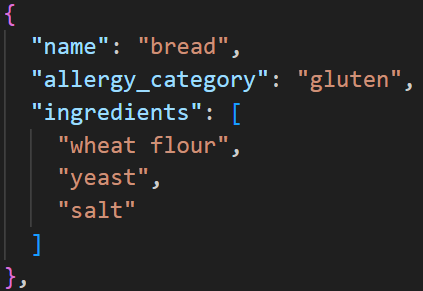 {
"name": "bread",
"allergy_category": "gluten",
"ingredients": [
"wheat flour",
"yeast",
"salt"
]
},